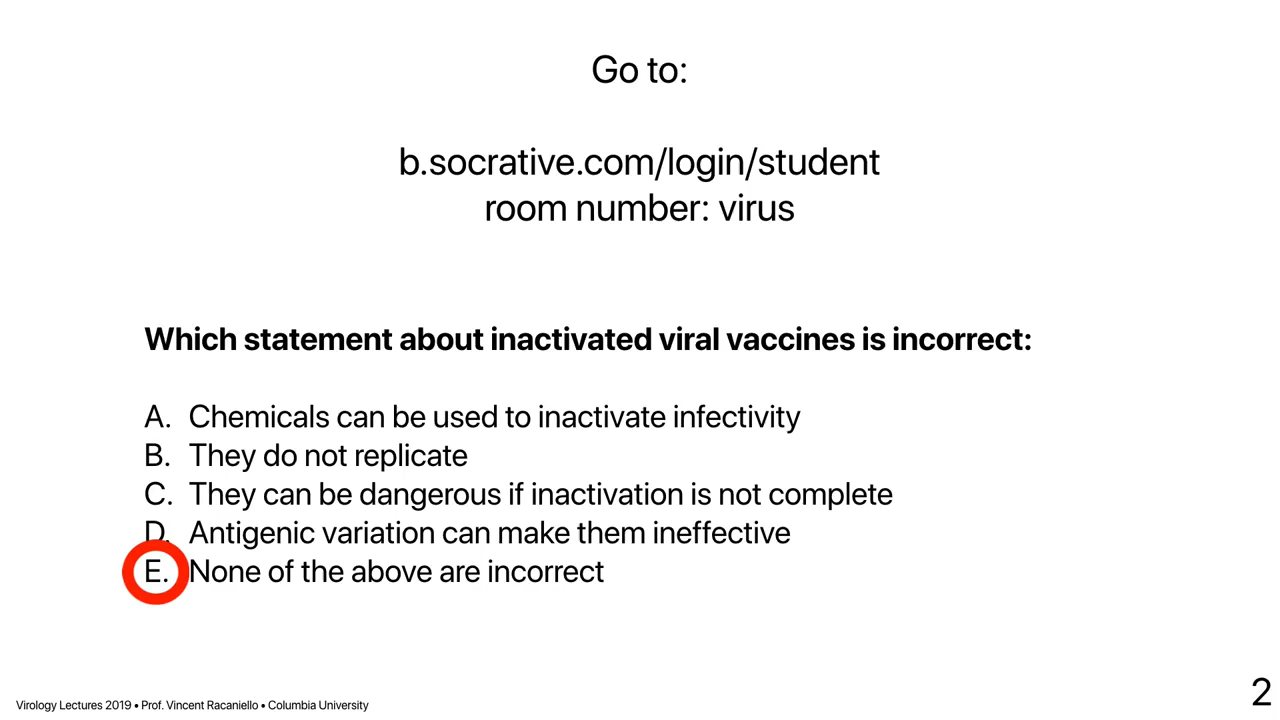 Go to:
b.socrative.com/login/student
room number: virus
Which statement about inactivated viral vaccines is incorrect:
A. Chemicals can be used to inactivate infectivity
B. They do not replicate
C. They can be dangerous if inactivation is not complete
D. Antigenic variation can make them ineffective
E. None of the above are incorrect
Virology Lectures 2019 • Prof. Vincent Racaniello • Columbia University
2